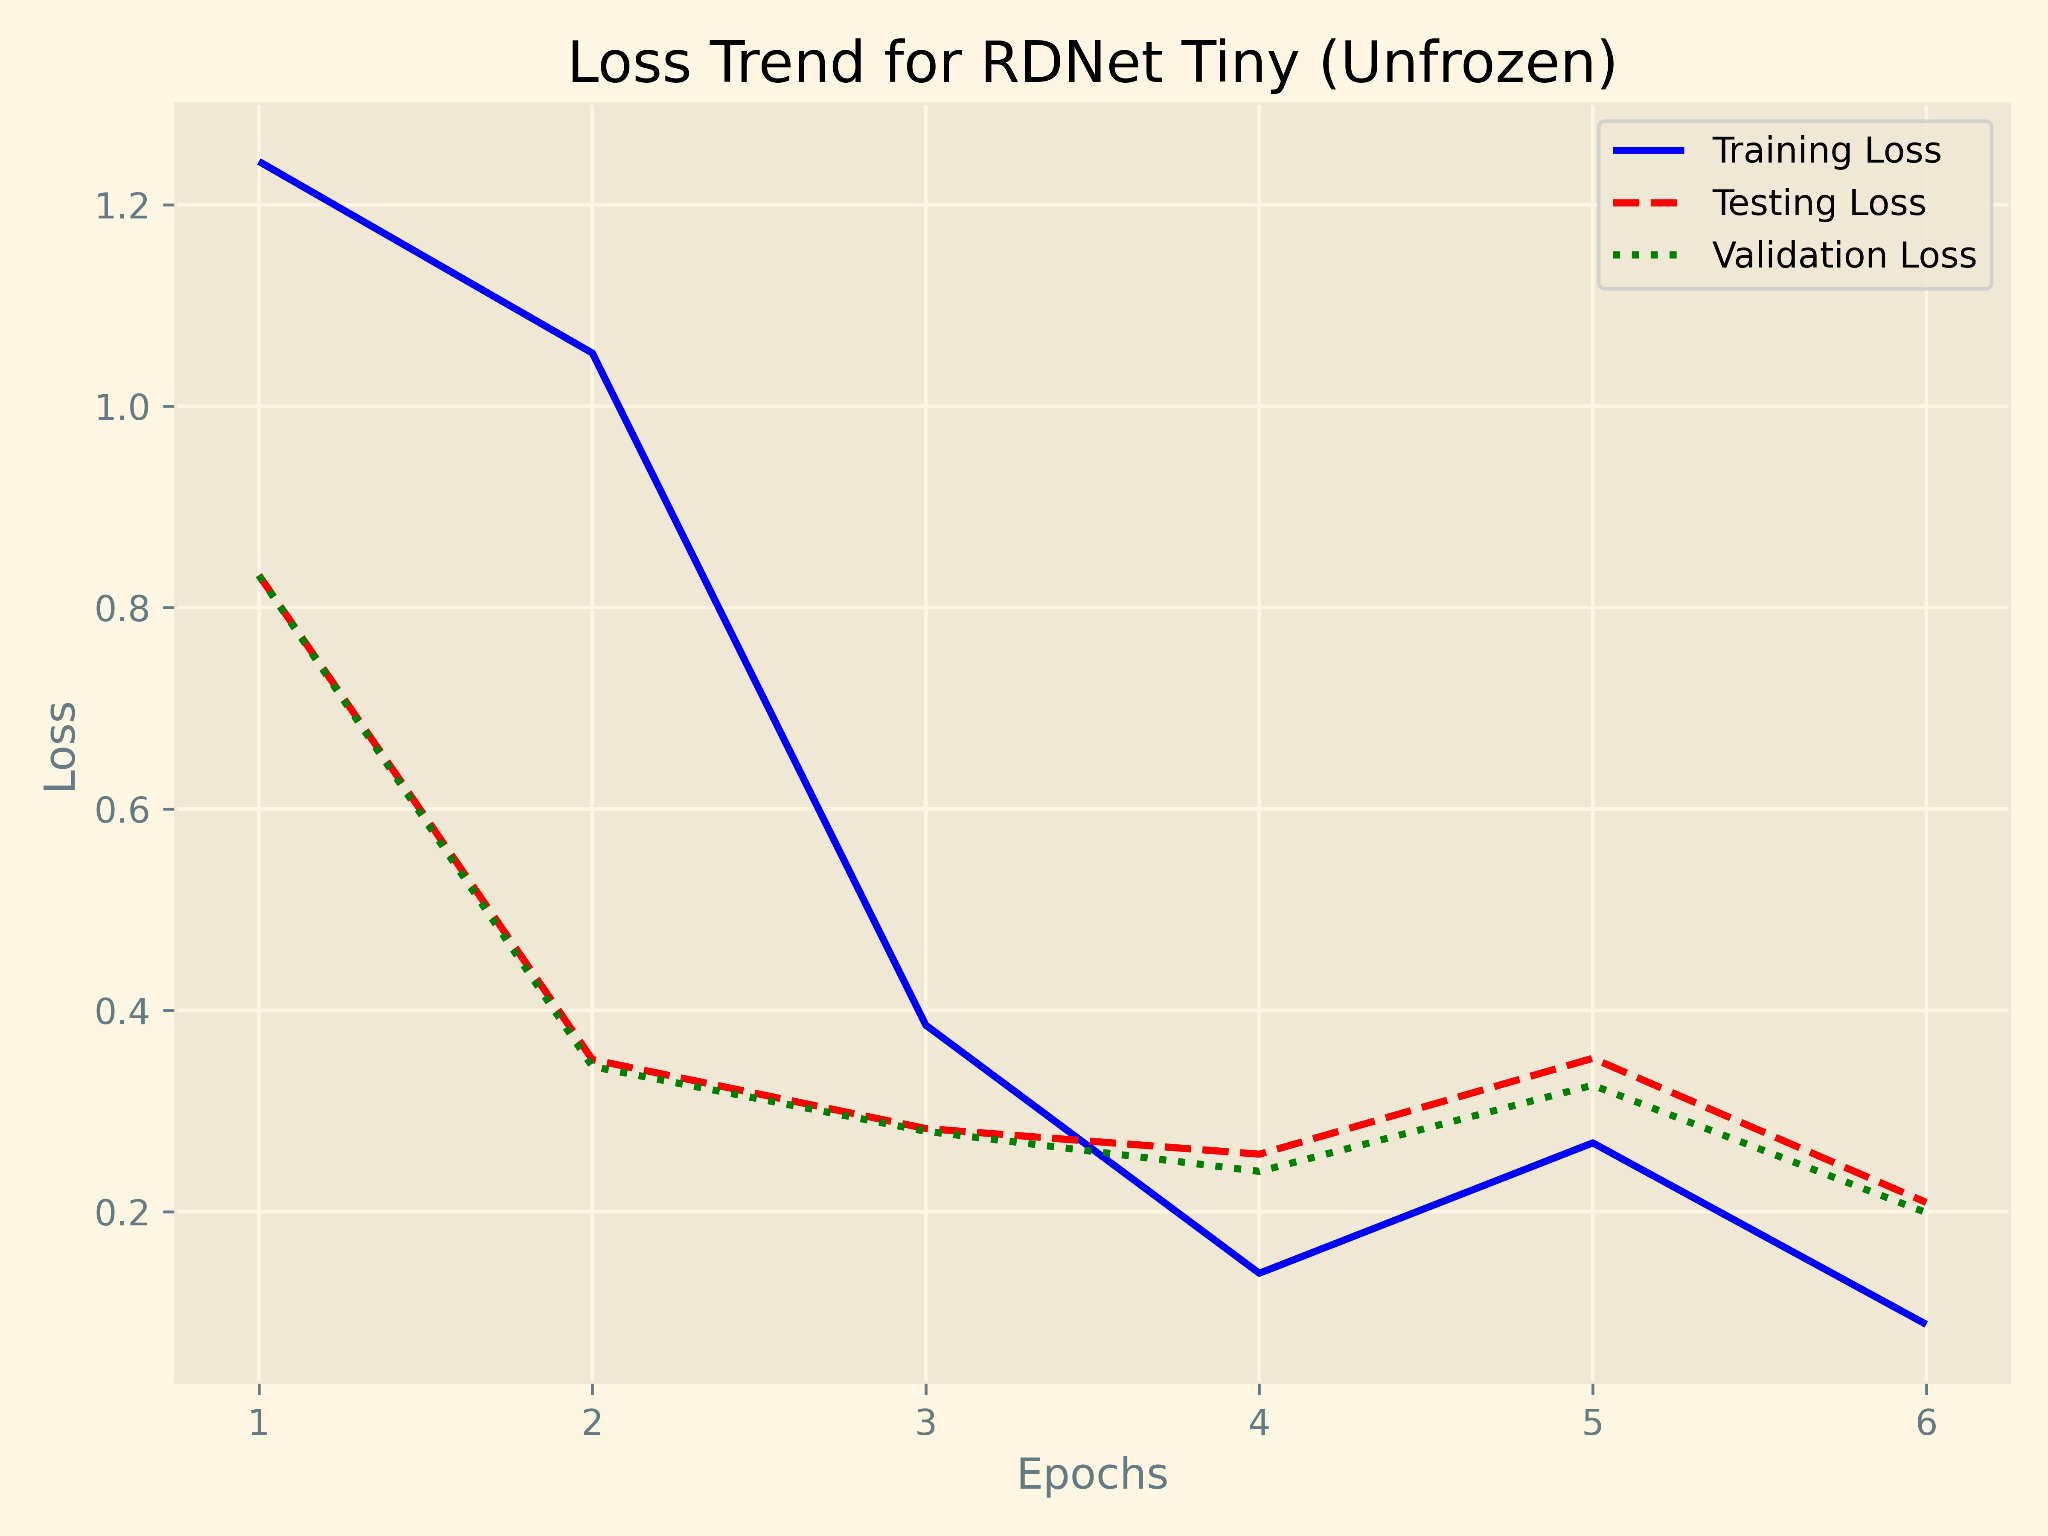 Loss Trend for RDNet Tiny (Unfrozen)
Training Loss
Testing Loss
Validation Loss
1.2
1.0
0.8
0.6
0.4
0.2
Loss
1 2 3 4 5 6
Epochs